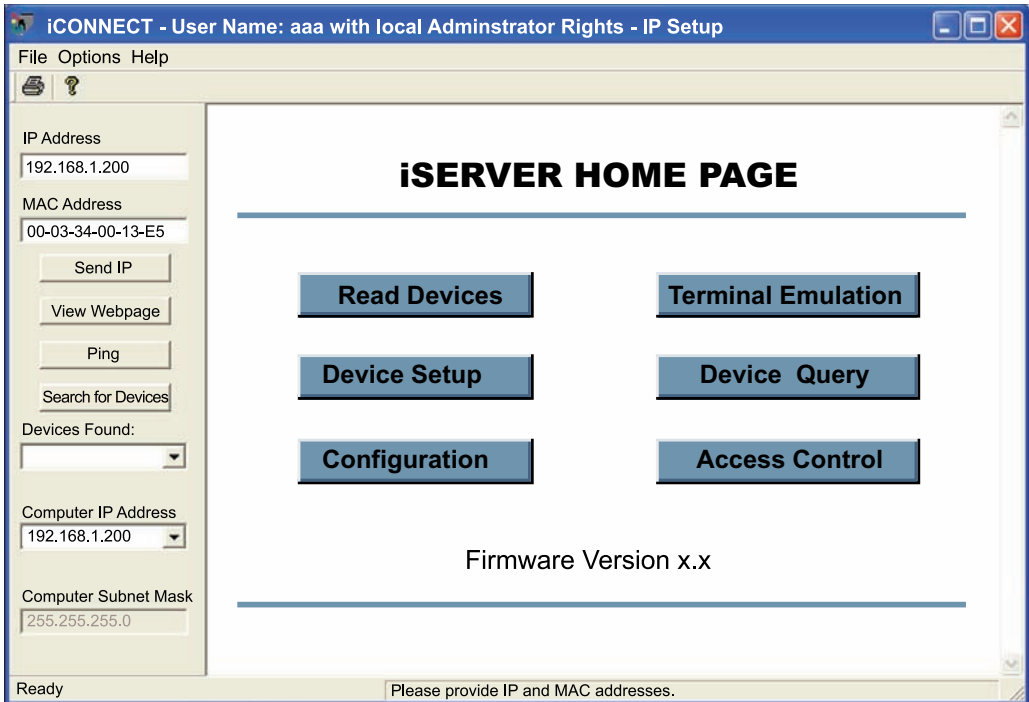 iCONNECT - User Name: aaa with local Adminstrator Rights - IP Setup
File Options Help
IP Address
192.168.1.200
MAC Address
00-03-34-00-13-E5
Send IP
View Webpage
Ping
Search for Devices
Devices Found:
Computer IP Address
192.168.1.200
Computer Subnet Mask
255.255.255.0
iSERVER HOME PAGE
Read Devices
Terminal Emulation
Device Setup
Device Query
Configuration
Access Control
Firmware Version x.x
Ready
Please provide IP and MAC addresses.